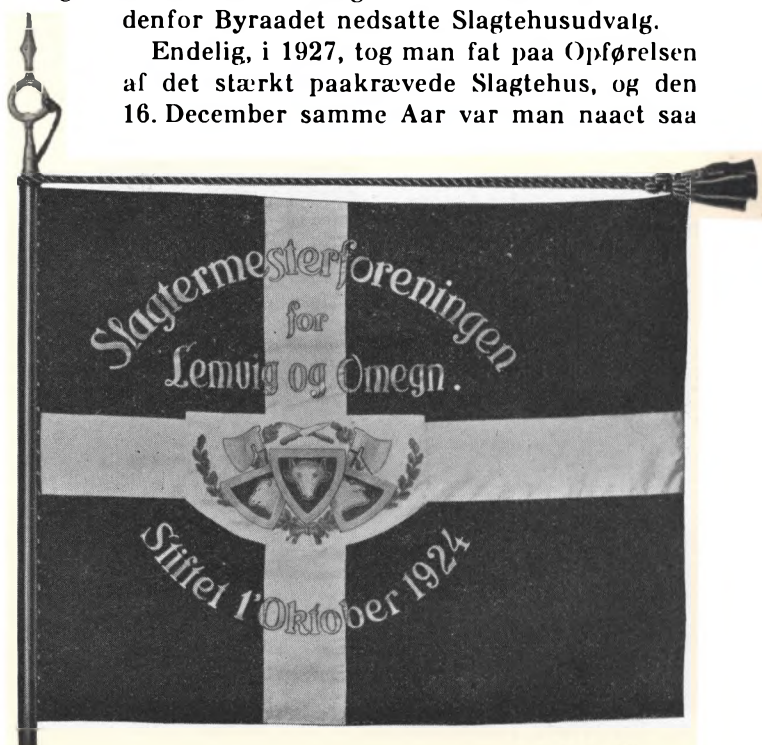 denfor Byraadet nedsatte Slagtehusudvalg.
Endelig, i 1927, tog man fat paa Opførelsen
af det stærkt paakrævede Slagtehus, og den
16. December samme Aar var man naaet saa
Slagtermesterforeningen
for
Lemvig og Omegn.
Stiftet 1' Oktober 1924